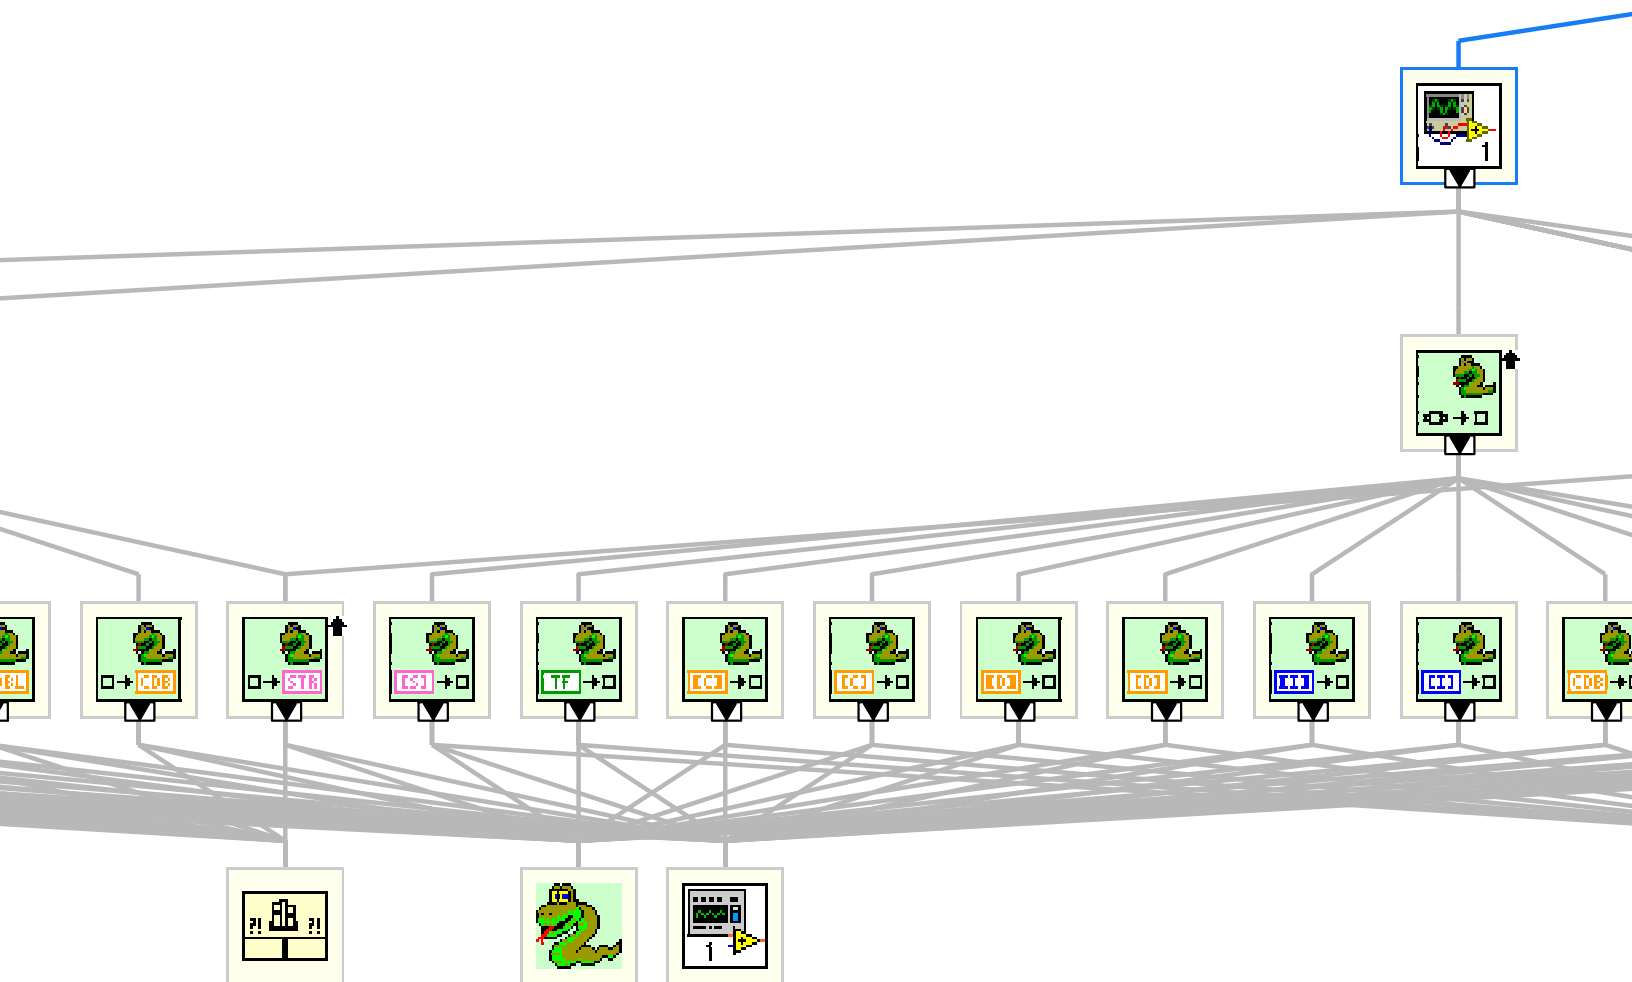 1
DBL
CDB
STR
[S]
TF
[C]
[C]
[D]
[D]
[I]
[I]
CDB
?! ?!
1